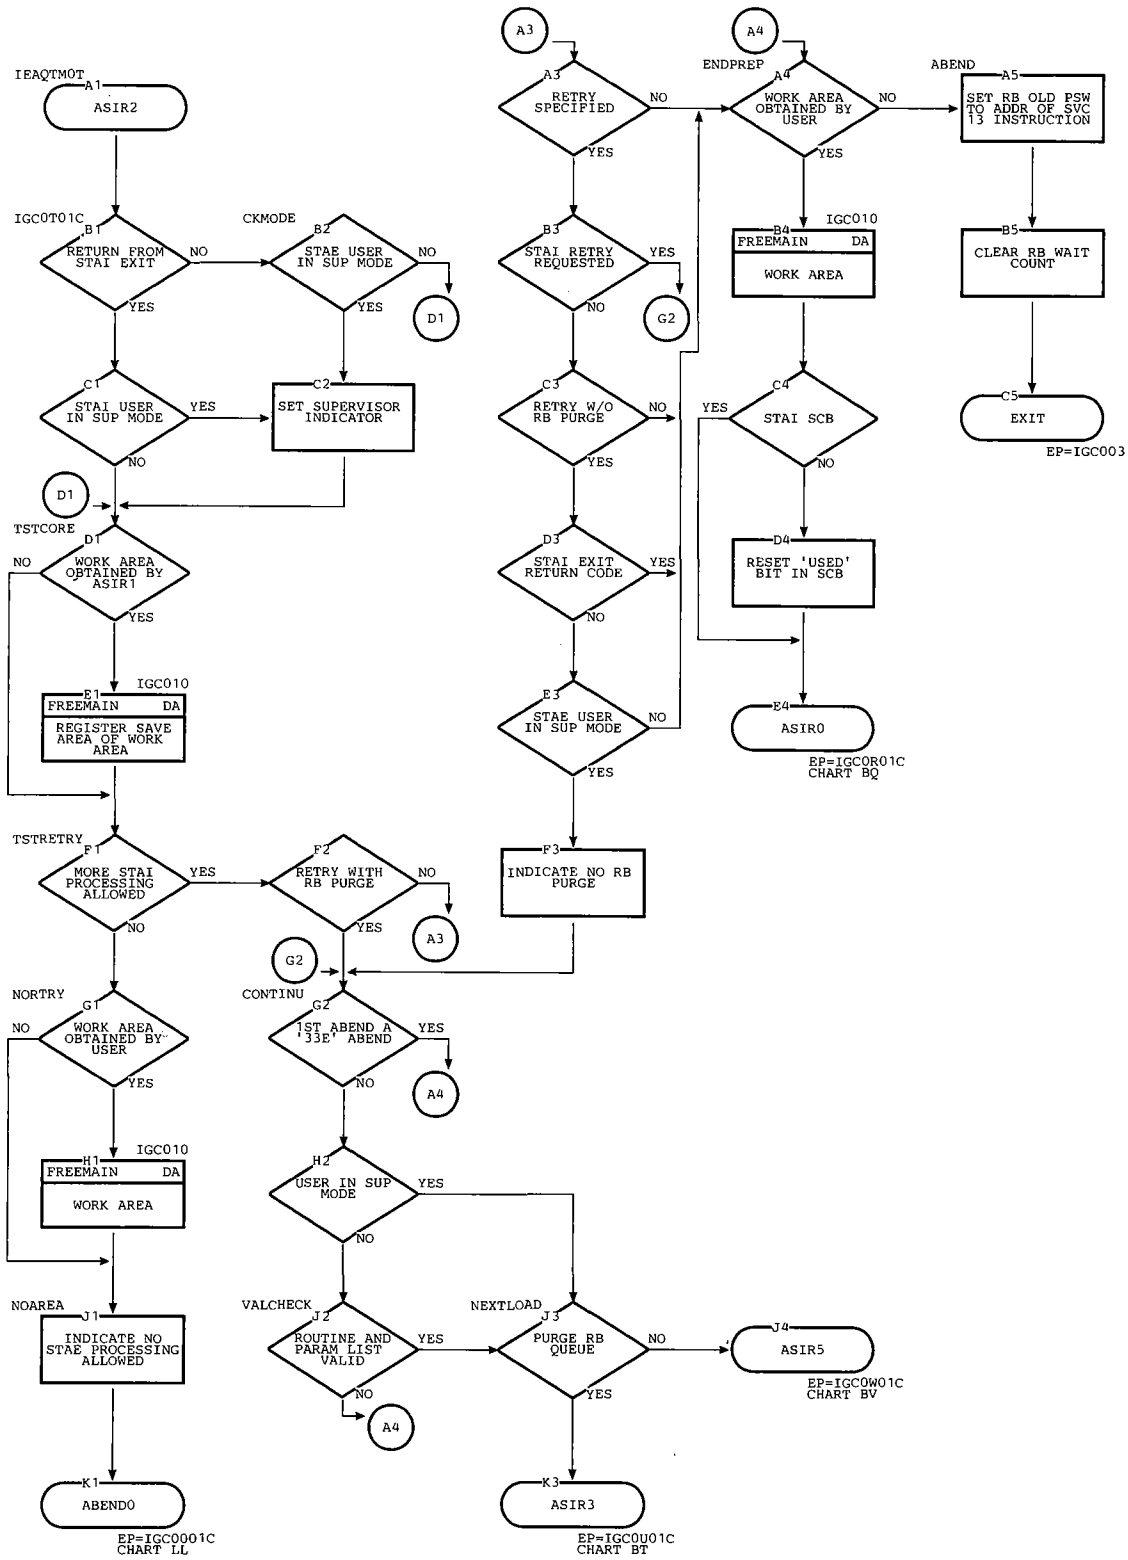 IEAQTM0T
A1
ASIR2
IGC0T01C
B1
RETURN FROM
STAI EXIT
NO
YES
CKMODE
B2
STAE USER
IN SUP MODE
NO
YES
D1
C1
STAI USER
IN SUP MODE
YES
NO
C2
SET SUPERVISOR
INDICATOR
D1
TSTCORE
D1
WORK AREA
OBTAINED BY
ASIR1
NO
YES
IGC010
E1
FREEMAIN DA
REGISTER SAVE
AREA OF WORK
AREA
TSTRETRY
F1
MORE STAI
PROCESSING
ALLOWED
YES
NO
F2
RETRY WITH
RB PURGE
NO
YES
A3
G2
NORTRY
G1
WORK AREA
OBTAINED BY
USER
NO
YES
CONTINU
G2
1ST ABEND A
'33E' ABEND
YES
NO
A4
IGC010
H1
FREEMAIN DA
WORK AREA
H2
USER IN SUP
MODE
YES
NO
NOAREA
J1
INDICATE NO
STAE PROCESSING
ALLOWED
VALCHECK
J2
ROUTINE AND
PARAM LIST
VALID
YES
NO
A4
K1
ABEND0
EP=IGC0001C
CHART LL
A3
A3
RETRY
SPECIFIED
NO
YES
B3
STAI RETRY
REQUESTED
YES
NO
G2
C3
RETRY W/O
RB PURGE
NO
YES
D3
STAI EXIT
RETURN CODE
YES
NO
E3
STAE USER
IN SUP MODE
NO
YES
F3
INDICATE NO RB
PURGE
NEXTLOAD
J3
PURGE RB
QUEUE
NO
YES
K3
ASIR3
EP=IGC0U01C
CHART BT
A4
ENDPREP
A4
WORK AREA
OBTAINED BY
USER
NO
YES
IGC010
B4
FREEMAIN DA
WORK AREA
C4
STAI SCB
YES
NO
D4
RESET 'USED'
BIT IN SCB
E4
ASIR0
EP=IGC0R01C
CHART BQ
J4
ASIR5
EP=IGC0W01C
CHART BV
ABEND
A5
SET RB OLD PSW
TO ADDR OF SVC
13 INSTRUCTION
B5
CLEAR RB WAIT
COUNT
C5
EXIT
EP=IGC003